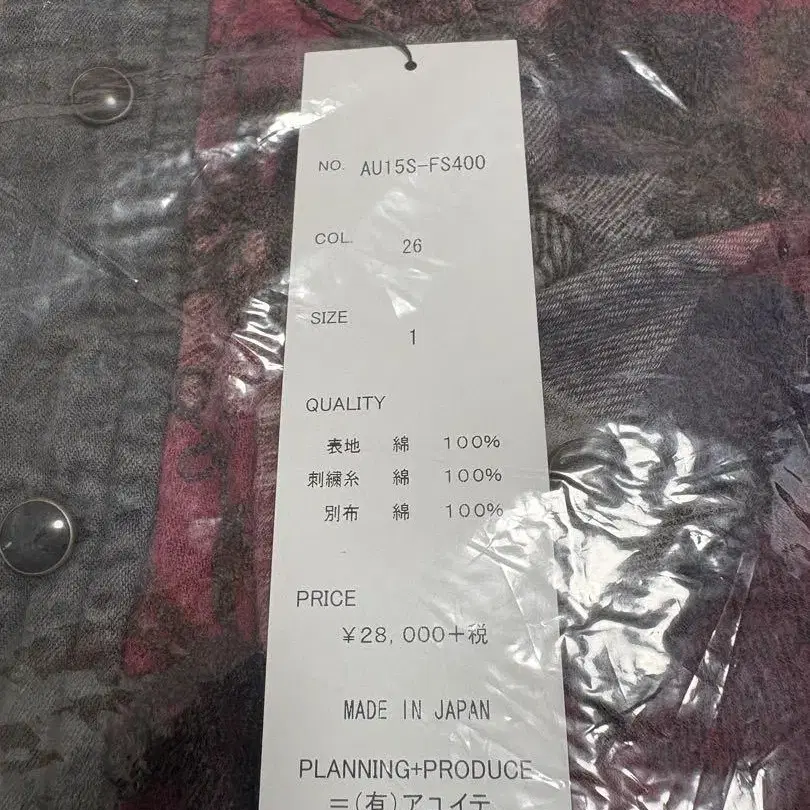 NO. AU15S-FS400
COL. 26
SIZE 1
QUALITY
表地 綿 100%
刺繍糸 綿 100%
別布 綿 100%
PRICE
¥28,000+税
MADE IN JAPAN
PLANNING+PRODUCE
=(有)アユイテ